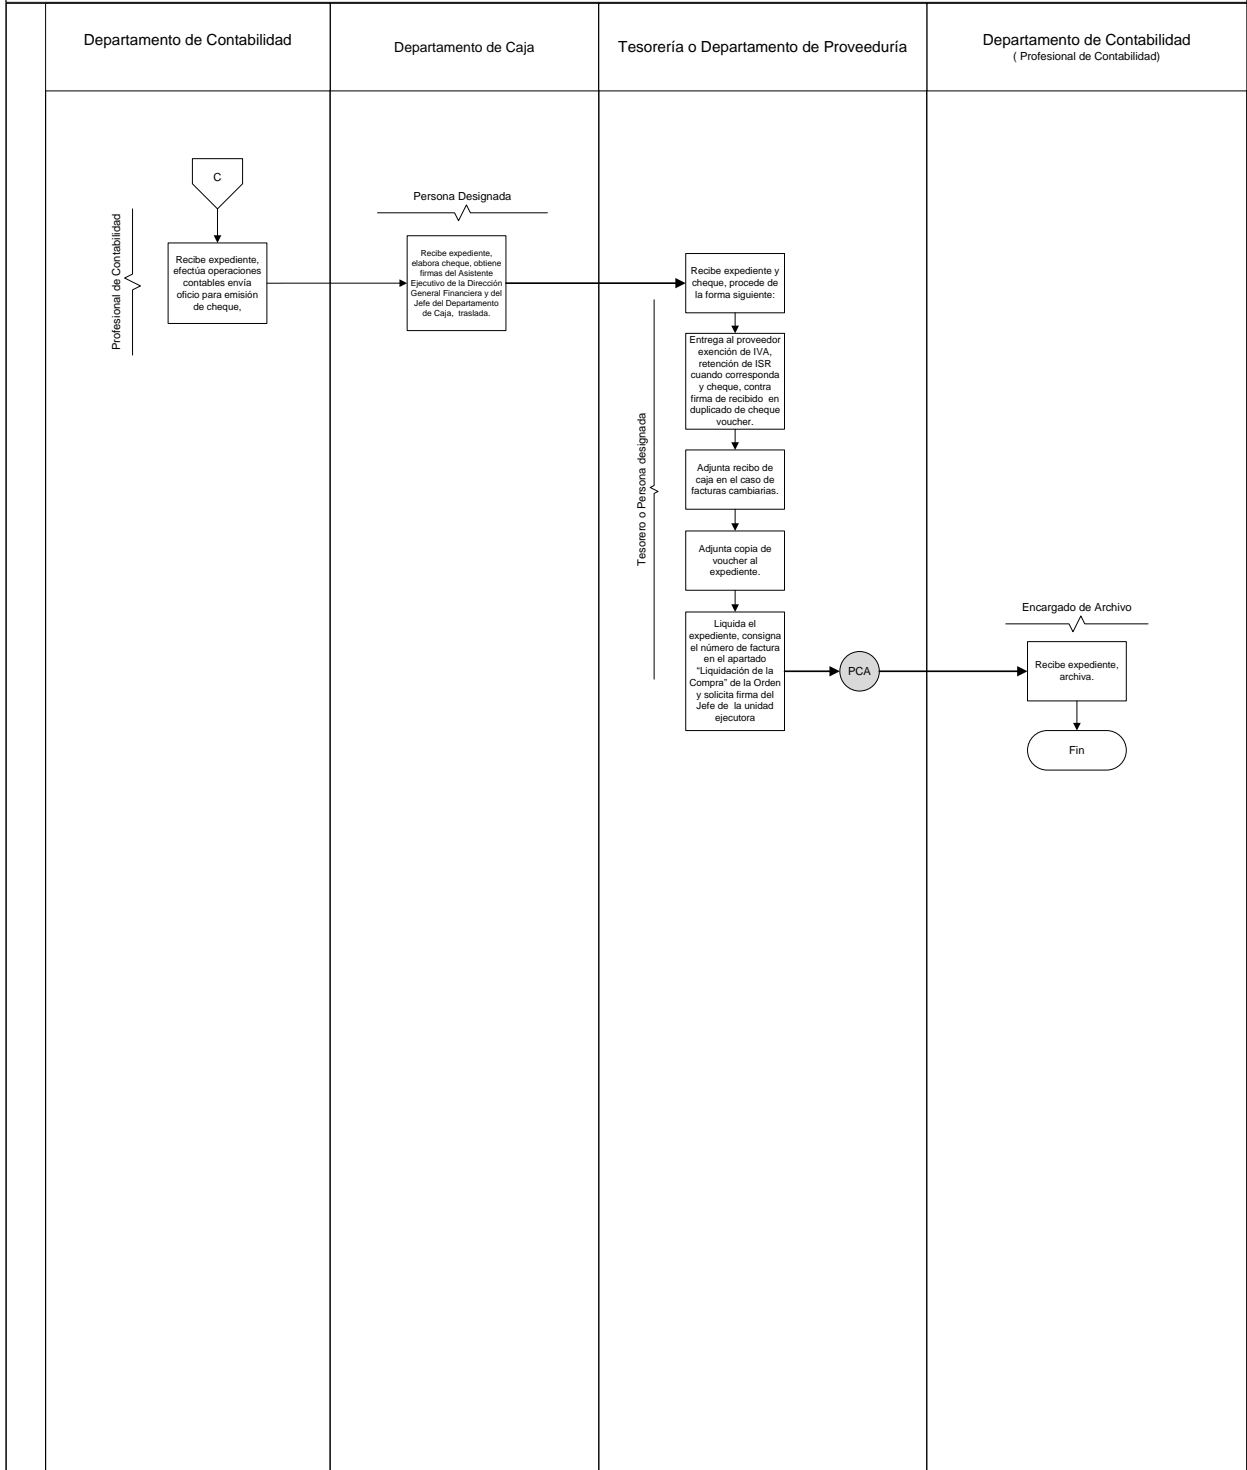 Departamento de Contabilidad
Departamento de Caja
Tesorería o Departamento de Proveeduría
Departamento de Contabilidad
( Profesional de Contabilidad)
Profesional de Contabilidad
C
Recibe expediente,
efectúa operaciones
contables envía
oficio para emisión
de cheque,
Persona Designada
Recibe expediente,
elabora cheque, obtiene
firmas del Asistente
Ejecutivo de la Dirección
General Financiera y del
Jefe del Departamento
de Caja, traslada.
Tesorero o Persona designada
Recibe expediente y
cheque, procede de
la forma siguiente:
Entrega al proveedor
exención de IVA,
retención de ISR
cuando corresponda
y cheque, contra
firma de recibido en
duplicado de cheque
voucher.
Adjunta recibo de
caja en el caso de
facturas cambiarias.
Adjunta copia de
voucher al
expediente.
Liquida el
expediente, consigna
el número de factura
en el apartado
“Liquidación de la
Compra” de la Orden
y solicita firma del
Jefe de la unidad
ejecutora
PCA
Encargado de Archivo
Recibe expediente,
archiva.
Fin